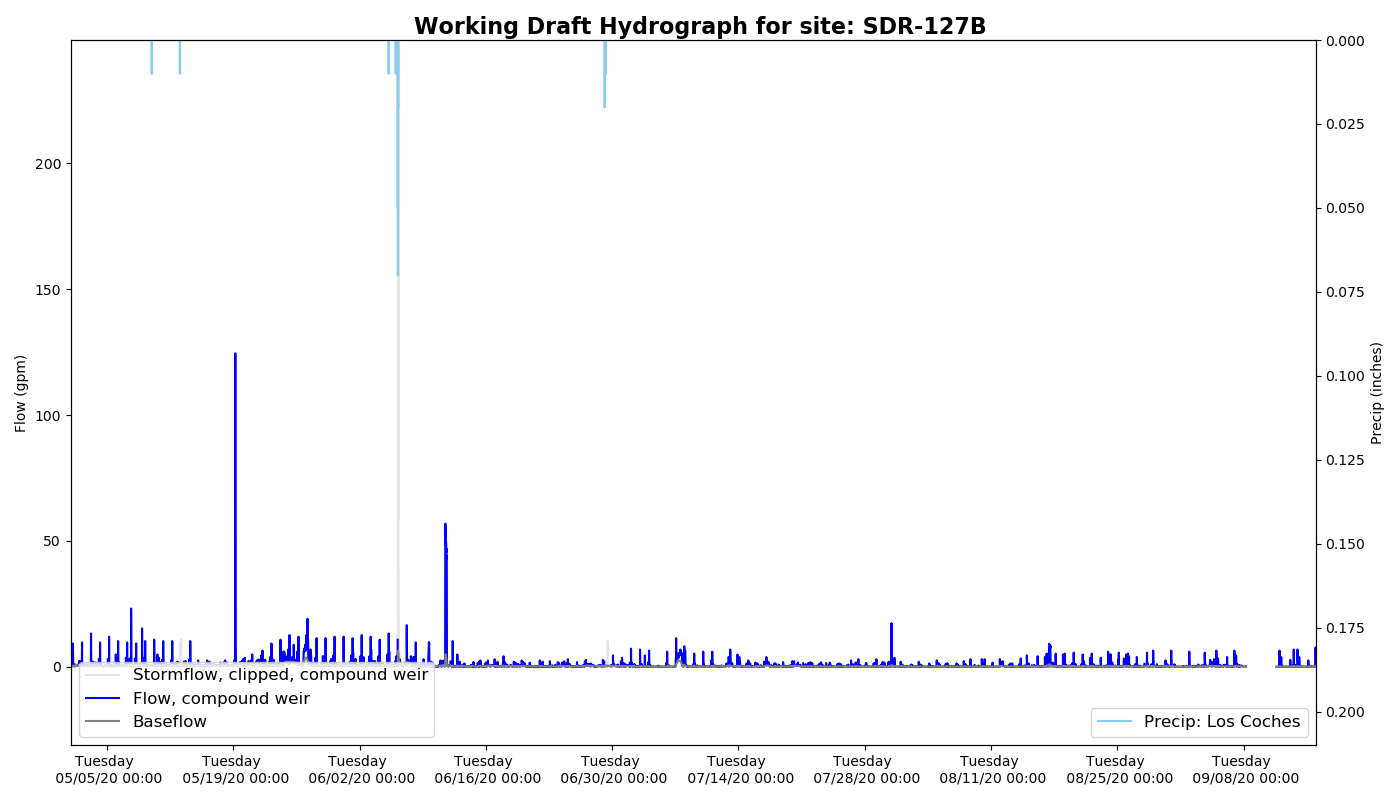 Working Draft Hydrograph for site: SDR-127B
Flow (gpm)
200
150
100
50
0
0.000
0.025
0.050
0.075
0.100
0.125
0.150
0.175
0.200
Precip (inches)
Stormflow, clipped, compound weir
Flow, compound weir
Baseflow
Precip: Los Coches
Tuesday
05/05/20 00:00
Tuesday
05/19/20 00:00
Tuesday
06/02/20 00:00
Tuesday
06/16/20 00:00
Tuesday
06/30/20 00:00
Tuesday
07/14/20 00:00
Tuesday
07/28/20 00:00
Tuesday
08/11/20 00:00
Tuesday
08/25/20 00:00
Tuesday
09/08/20 00:00